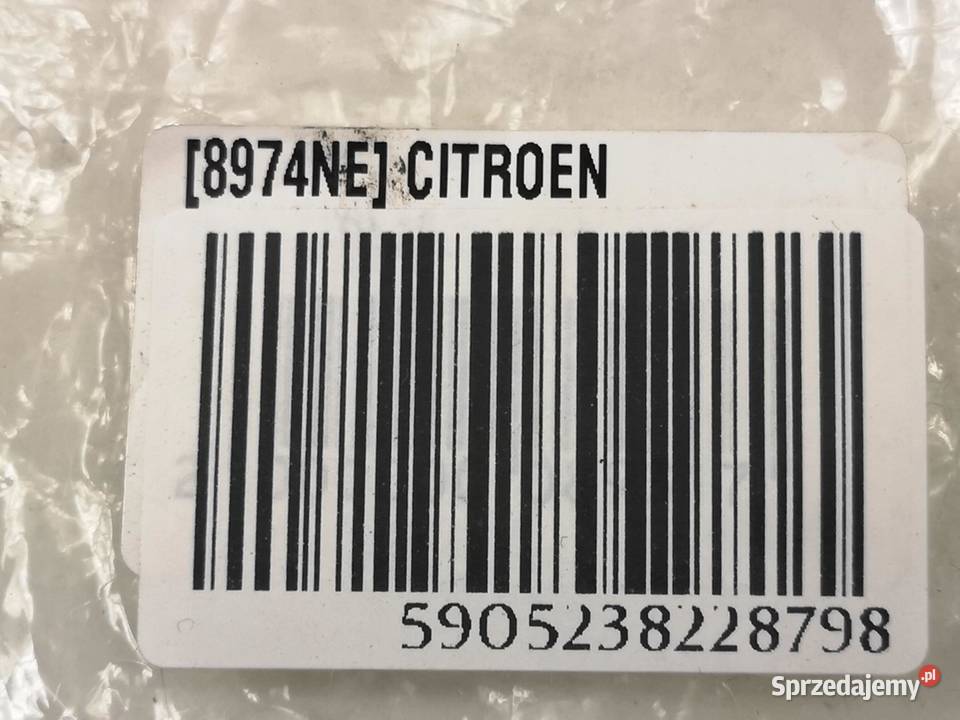 [8974NE] CITROEN
5905238228798
Sprzedajemy.pl